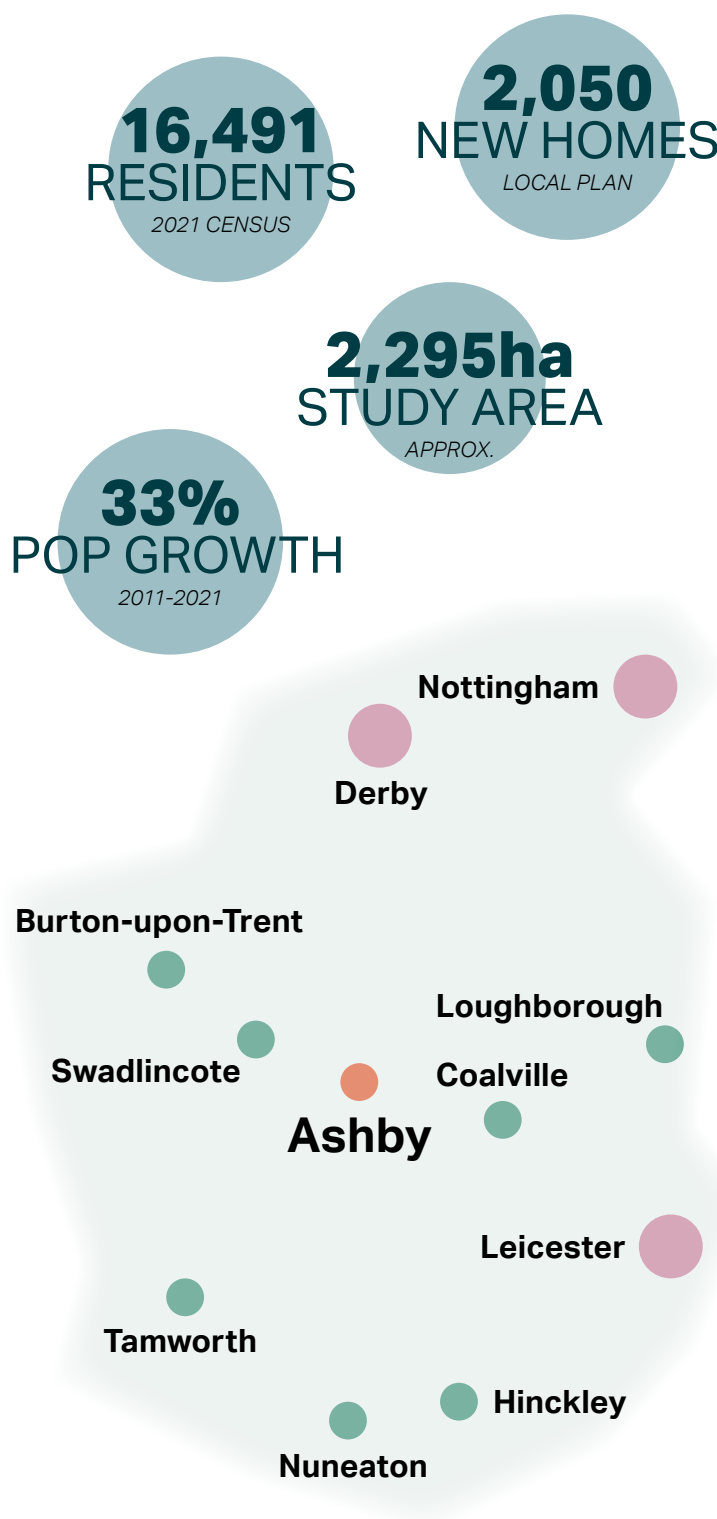 16,491
RESIDENTS
2021 CENSUS
2,050
NEW HOMES
LOCAL PLAN
2,295ha
STUDY AREA
APPROX.
33%
POP GROWTH
2011-2021
Nottingham
Derby
Burton-upon-Trent
Loughborough
Swadlincote
Coalville
Ashby
Leicester
Tamworth
Hinckley
Nuneaton